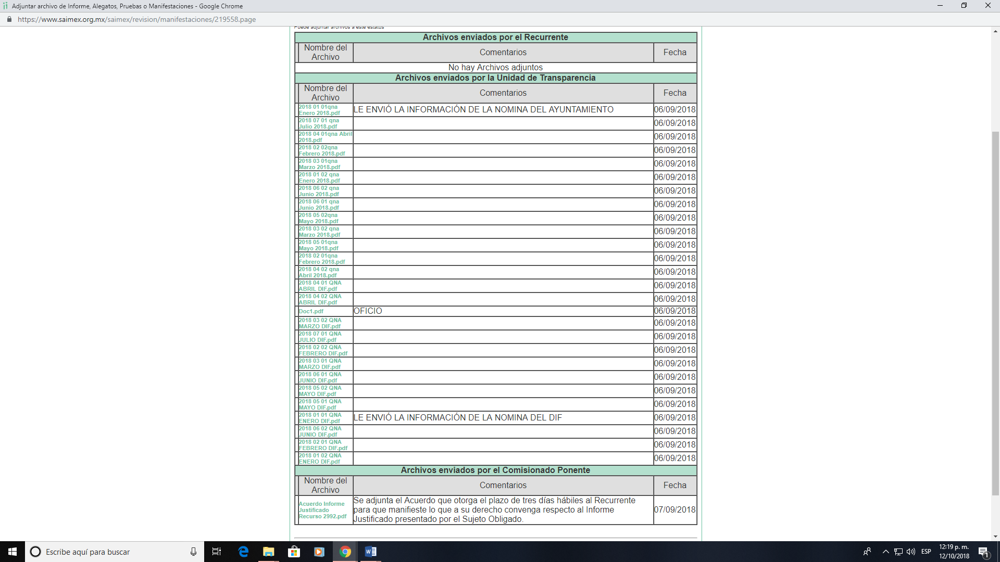 Adjuntar archivo de Informe, Alegatos, Pruebas o Manifestaciones - Google Chrome
https://www.saimex.org.mx/saimex/revision/manifestaciones/219558.page
Puede adjuntar archivos a este estatus
Archivos enviados por el Recurrente
Nombre del Archivo Comentarios Fecha
No hay Archivos adjuntos
Archivos enviados por la Unidad de Transparencia
Nombre del Archivo Comentarios Fecha
2018 01 01qna Enero 2018.pdf LE ENVIÓ LA INFORMACIÓN DE LA NOMINA DEL AYUNTAMIENTO 06/09/2018
2018 07 01 qna Julio 2018.pdf 06/09/2018
2018 04 01qna Abril 2018.pdf 06/09/2018
2018 02 02qna Febrero 2018.pdf 06/09/2018
2018 03 01qna Marzo 2018.pdf 06/09/2018
2018 01 02 qna Enero 2018.pdf 06/09/2018
2018 06 02 qna Junio 2018.pdf 06/09/2018
2018 06 01 qna Junio 2018.pdf 06/09/2018
2018 05 02qna Mayo 2018.pdf 06/09/2018
2018 03 02 qna Marzo 2018.pdf 06/09/2018
2018 05 01qna Mayo 2018.pdf 06/09/2018
2018 02 01qna Febrero 2018.pdf 06/09/2018
2018 04 02 qna Abril 2018.pdf 06/09/2018
2018 04 01 QNA ABRIL DIF.pdf 06/09/2018
2018 04 02 QNA ABRIL DIF.pdf 06/09/2018
Doc1.pdf OFICIO 06/09/2018
2018 03 02 QNA MARZO DIF.pdf 06/09/2018
2018 07 01 QNA JULIO DIF.pdf 06/09/2018
2018 02 02 QNA FEBRERO DIF.pdf 06/09/2018
2018 03 01 QNA MARZO DIF.pdf 06/09/2018
2018 06 01 QNA JUNIO DIF.pdf 06/09/2018
2018 05 02 QNA MAYO DIF.pdf 06/09/2018
2018 05 01 QNA MAYO DIF.pdf 06/09/2018
2018 01 01 QNA ENERO DIF.pdf LE ENVIÓ LA INFORMACIÓN DE LA NOMINA DEL DIF 06/09/2018
2018 06 02 QNA JUNIO DIF.pdf 06/09/2018
2018 02 01 QNA FEBRERO DIF.pdf 06/09/2018
2018 01 02 QNA ENERO DIF.pdf 06/09/2018
Archivos enviados por el Comisionado Ponente
Nombre del Archivo Comentarios Fecha
Acuerdo Informe Justificado Recurso 2992.pdf
Se adjunta el Acuerdo que otorga el plazo de tres días hábiles al Recurrente
para que manifieste lo que a su derecho convenga respecto al Informe
Justificado presentado por el Sujeto Obligado.
07/09/2018
Escribe aquí para buscar
ESP
12:19 p. m.
12/10/2018
1